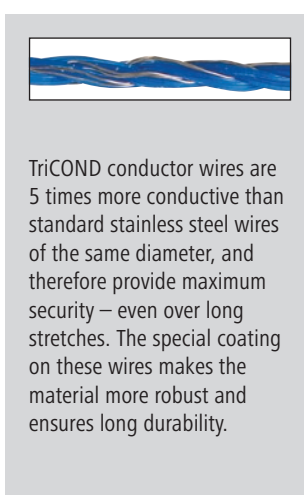 TriCOND conductor wires are
5 times more conductive than
standard stainless steel wires
of the same diameter, and
therefore provide maximum
security – even over long
stretches. The special coating
on these wires makes the
material more robust and
ensures long durability.